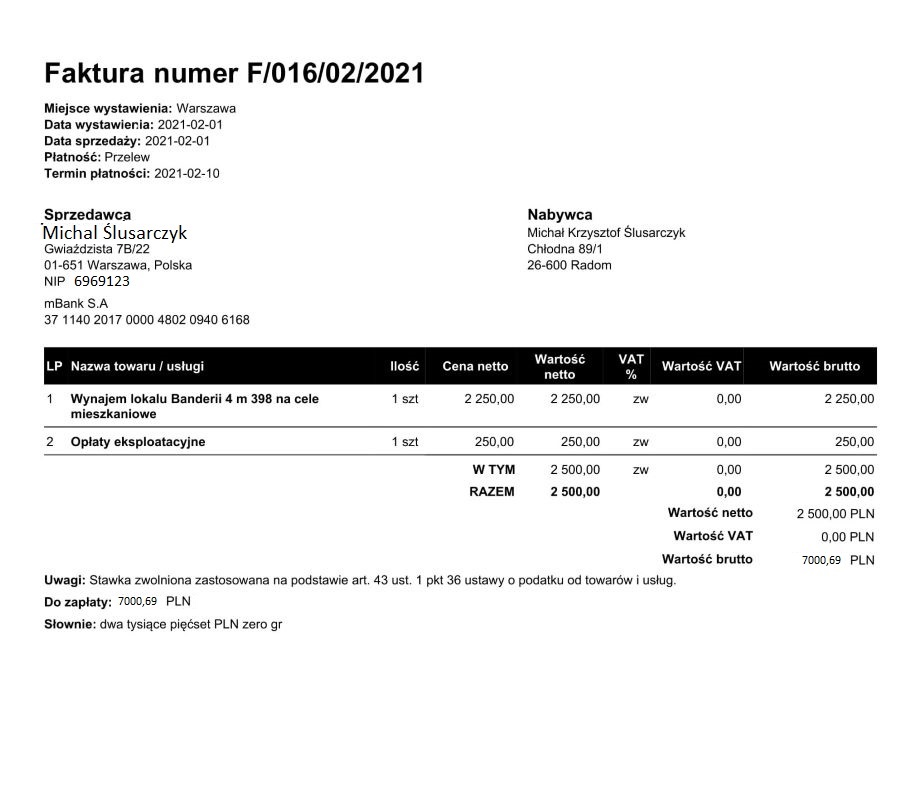 Faktura numer F/016/02/2021
Miejsce wystawienia: Warszawa
Data wystawienia: 2021-02-01
Data sprzedaży: 2021-02-01
Płatność: Przelew
Termin płatności: 2021-02-10
Sprzedawca
Michal Ślusarczyk
Gwiaździsta 7B/22
01-651 Warszawa, Polska
NIP 6969123
mBank S.A
37 1140 2017 0000 4802 0940 6168
Nabywca
Michał Krzysztof Ślusarczyk
Chłodna 89/1
26-600 Radom
LP Nazwa towaru / usługi Ilość Cena netto Wartość netto VAT % Wartość VAT Wartość brutto
1 Wynajem lokalu Banderii 4 m 398 na cele 1 szt 2 250,00 2 250,00 zw 0,00 2 250,00
mieszkaniowe
2 Opłaty eksploatacyjne 1 szt 250,00 250,00 zw 0,00 250,00
W TYM 2 500,00 zw 0,00 2 500,00
RAZEM 2 500,00 0,00 2 500,00
Wartość netto 2 500,00 PLN
Wartość VAT 0,00 PLN
Wartość brutto 7000,69 PLN
Uwagi: Stawka zwolniona zastosowana na podstawie art. 43 ust. 1 pkt 36 ustawy o podatku od towarów i usług.
Do zapłaty: 7000,69 PLN
Słownie: dwa tysiące pięćset PLN zero gr